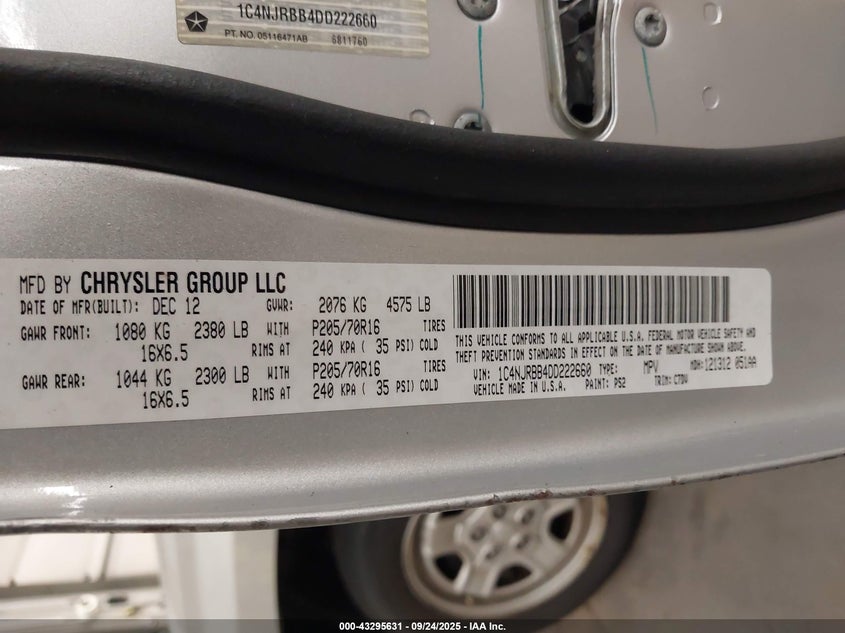 1C4NJRBB4DD222660
PT. NO. 05116471AB 6811760
MFD BY CHRYSLER GROUP LLC
DATE OF MFR(BUILT): DEC 12 GVWR: 2076 KG 4575 LB
GAWR FRONT: 1080 KG 2380 LB WITH P205/70R16 TIRES
16X6.5 RIMS AT 240 KPA ( 35 PSI) COLD
GAWR REAR: 1044 KG 2300 LB WITH P205/70R16 TIRES
16X6.5 RIMS AT 240 KPA ( 35 PSI) COLD
THIS VEHICLE CONFORMS TO ALL APPLICABLE U.S.A. FEDERAL MOTOR VEHICLE SAFETY AND
THEFT PREVENTION STANDARDS IN EFFECT ON THE DATE OF MANUFACTURE SHOWN ABOVE.
VIN: 1C4NJRBB4DD222660 TYPE: MPV MDH: 121312 051AA
VEHICLE MADE IN U.S.A. PAINT: PS2 TRIM: C7DV
000-43295631 - 09/24/2025 - IAA Inc.